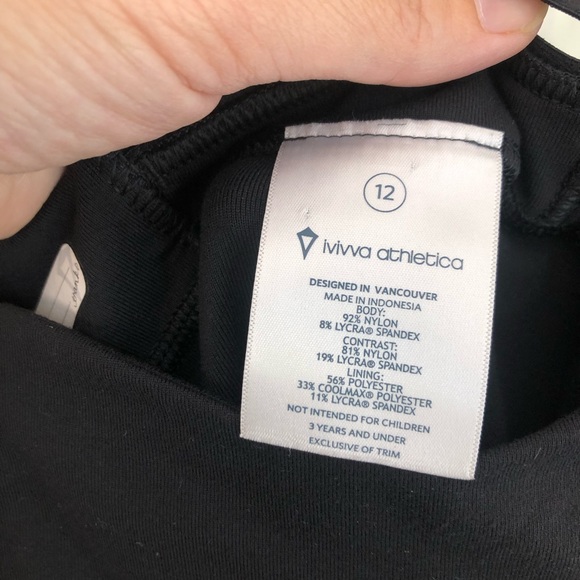 12
ivivva athletica
DESIGNED IN VANCOUVER
MADE IN INDONESIA
BODY:
92% NYLON
8% LYCRA® SPANDEX
CONTRAST:
81% NYLON
19% LYCRA® SPANDEX
LINING:
56% POLYESTER
33% COOLMAX® POLYESTER
11% LYCRA® SPANDEX
NOT INTENDED FOR CHILDREN
3 YEARS AND UNDER
EXCLUSIVE OF TRIM